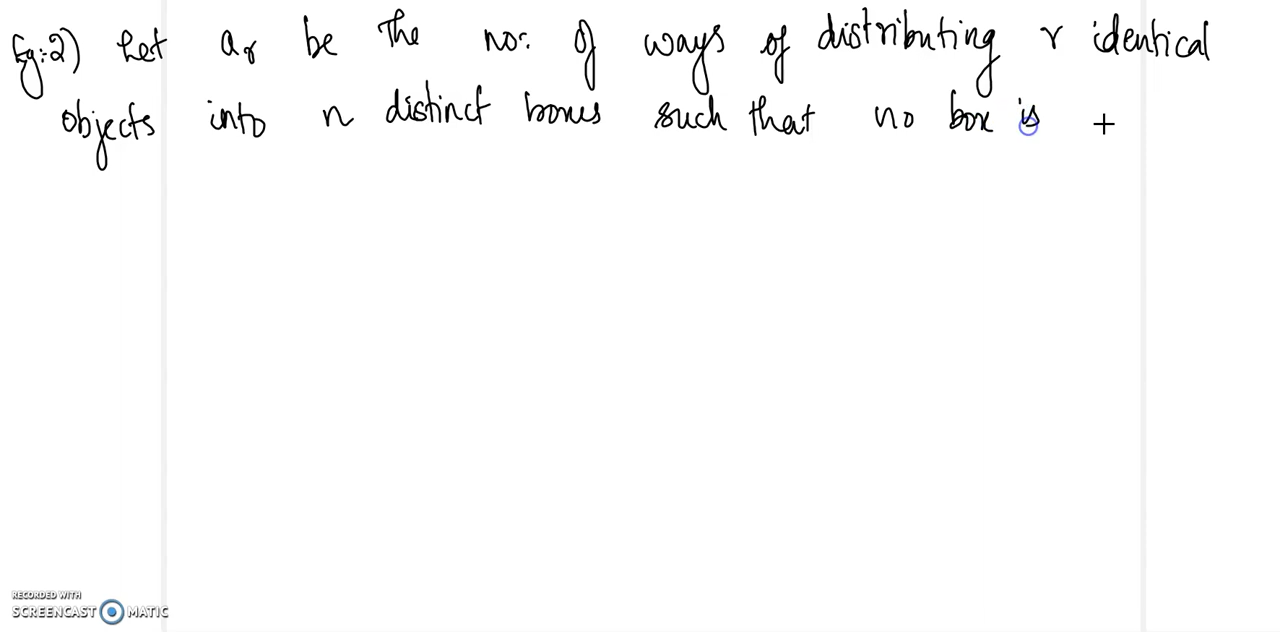 Eg:-2) Let a_r be the no: of ways of distributing r identical
objects into n distinct boxes such that no box is
RECORDED WITH
SCREENCAST MATIC